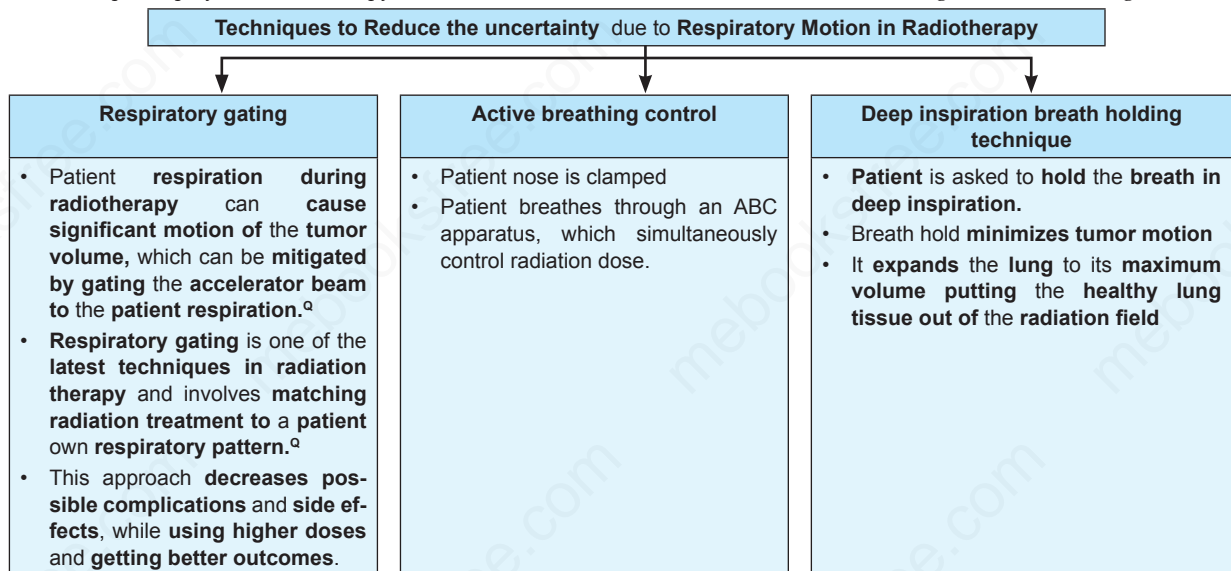 Techniques to Reduce the uncertainty due to Respiratory Motion in Radiotherapy
Respiratory gating
• Patient respiration during
radiotherapy can cause
significant motion of the tumor
volume, which can be mitigated
by gating the accelerator beam
to the patient respiration.Q
• Respiratory gating is one of the
latest techniques in radiation
therapy and involves matching
radiation treatment to a patient
own respiratory pattern.Q
• This approach decreases pos-
sible complications and side ef-
fects, while using higher doses
and getting better outcomes.
Active breathing control
• Patient nose is clamped
• Patient breathes through an ABC
apparatus, which simultaneously
control radiation dose.
Deep inspiration breath holding
technique
• Patient is asked to hold the breath in
deep inspiration.
• Breath hold minimizes tumor motion
• It expands the lung to its maximum
volume putting the healthy lung
tissue out of the radiation field